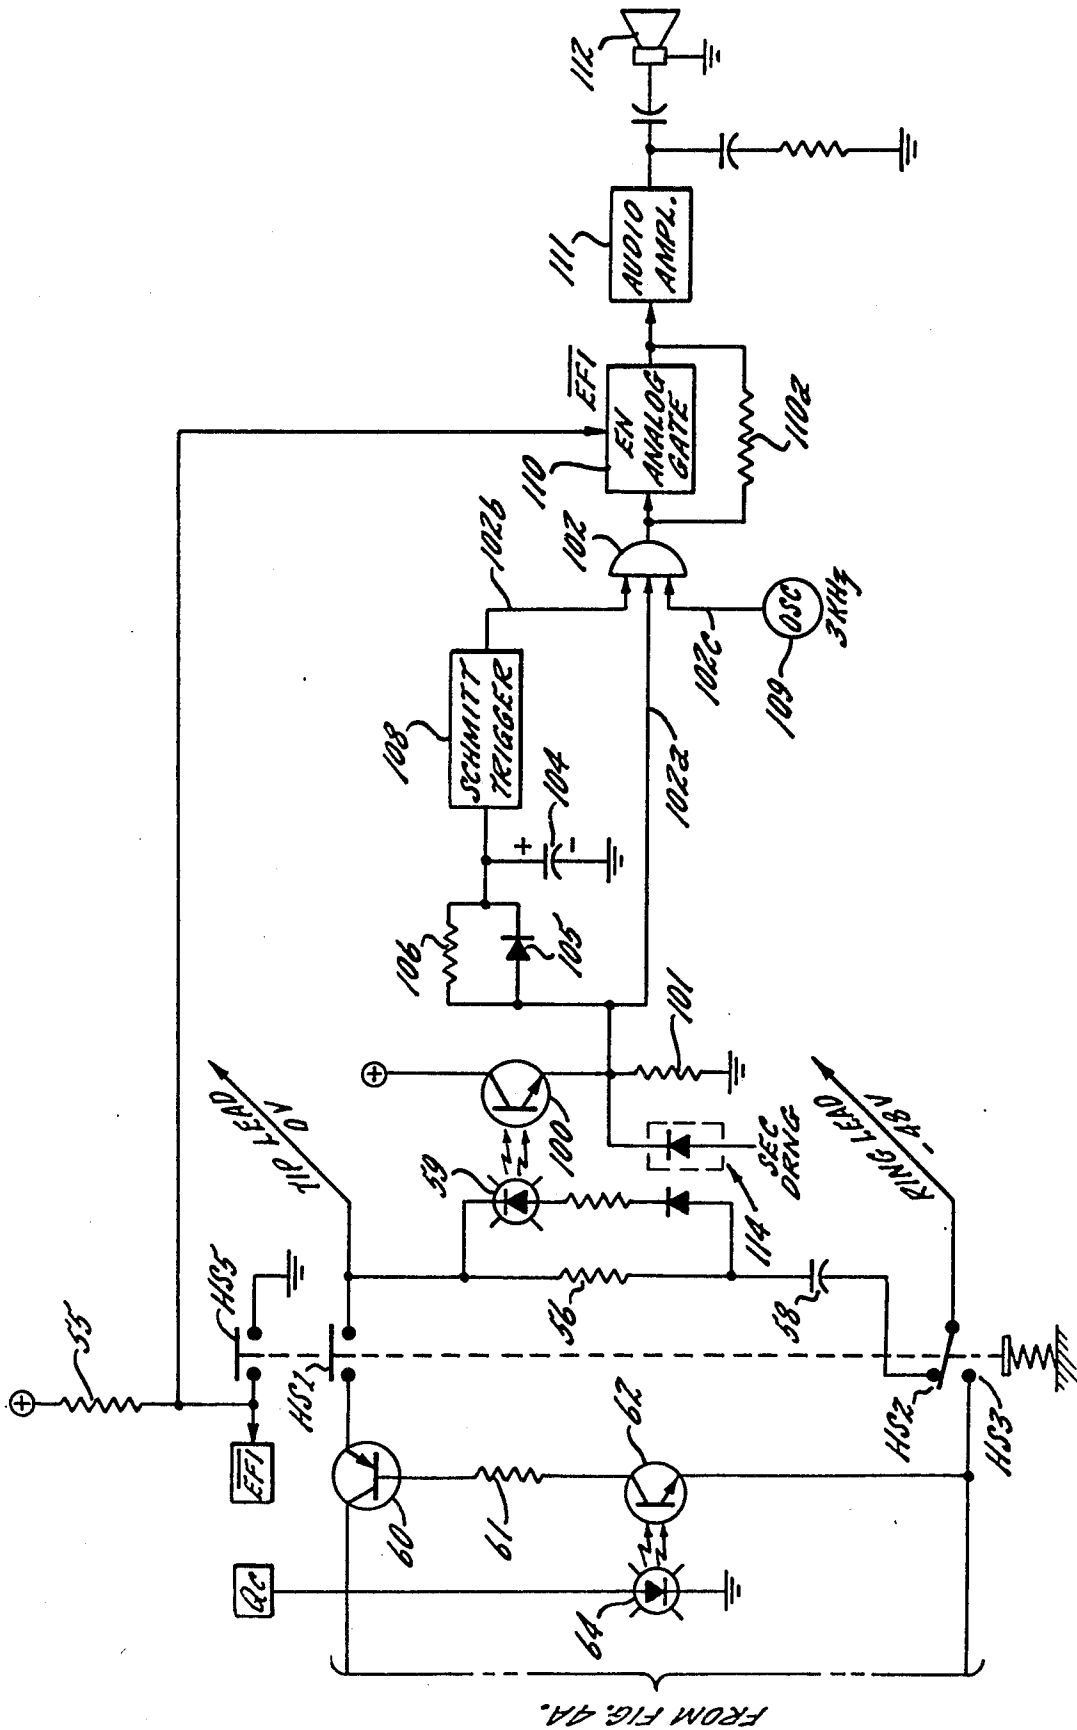 FROM FIG. 4A.
QC
EF1
55
HS5
HS1
TIP LEAD
0V
60
61
62
64
56
58
59
100
114
SEC
DRNG
HS2
HS3
RING LEAD
-48V
101
106
105
+
-
104
108
SCHMITT
TRIGGER
102a
102b
102c
102
109
OSC
3KHz
110
EF1
EN
ANALOG
GATE
110a
111
AUDIO
AMPL.
112